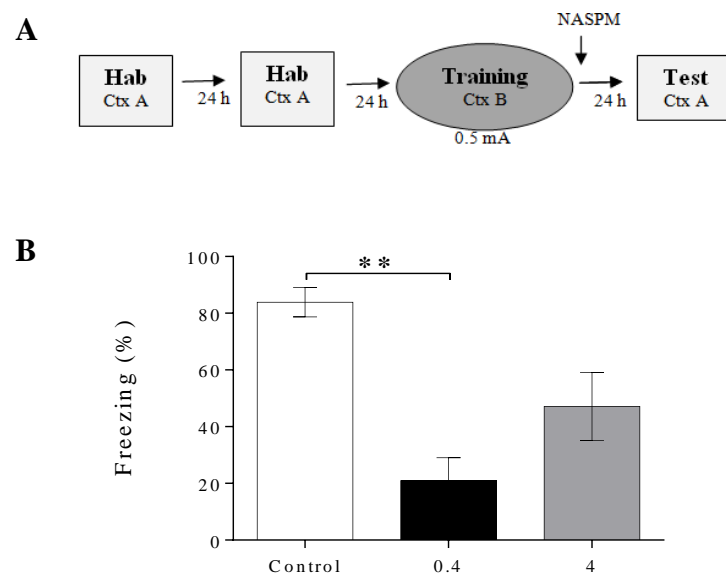 A
NASPM
Hab
Ctx A
24 h
Hab
Ctx A
24 h
Training
Ctx B
0.5 mA
24 h
Test
Ctx A
B
Freezing (%)
100
80
60
40
20
0
**
Control
0.4
4